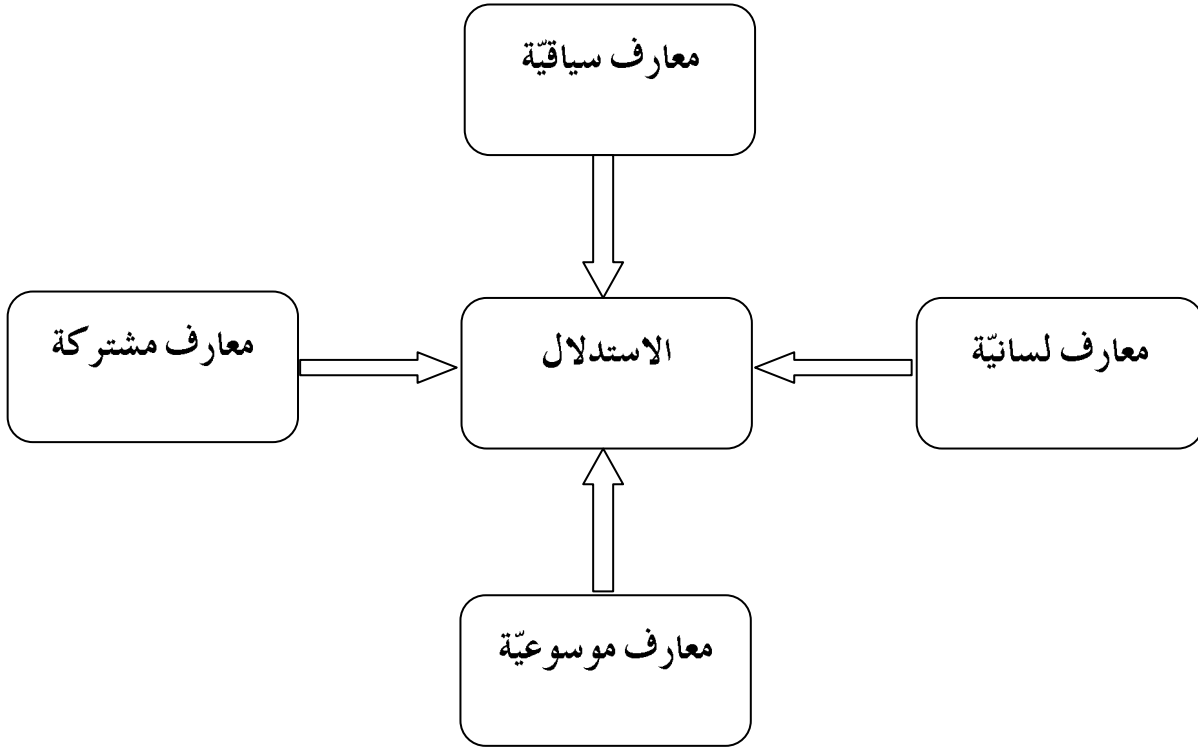 معارف سياقيّة
معارف لسانيّة
الاستدلال
معارف مشتركة
معارف موسوعيّة